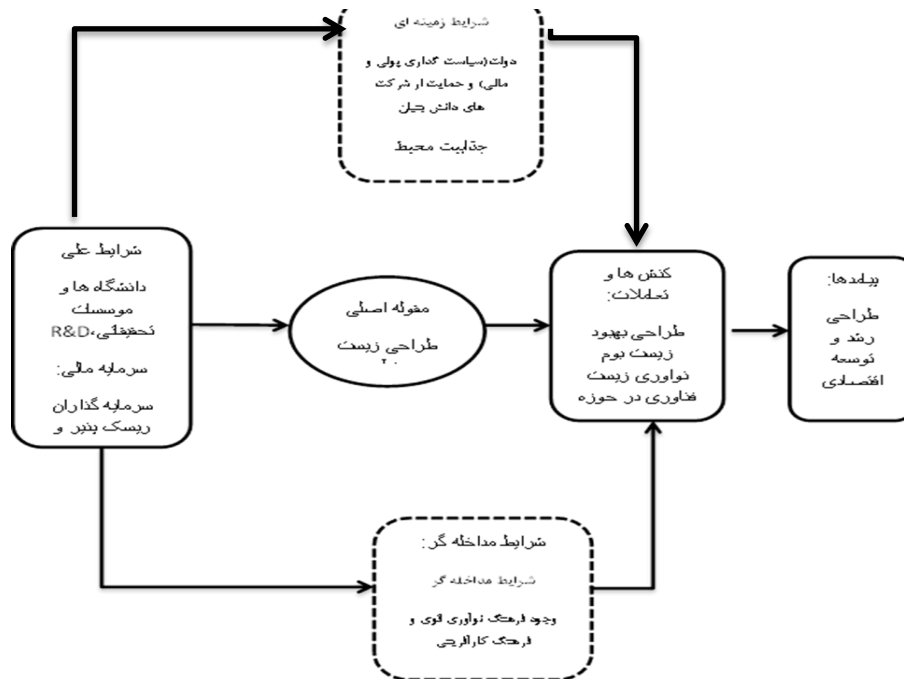 شرایط زمینه ای
دولت(سیاست گذاری پولی و
مالی) و حمایت از شرکت
های دانش بنیان
جذابیت محیط
شرایط علی
دانشگاه ها و
موسسات
تحقیقاتی،R&D
سرمایه مالی:
سرمایه گذاران
ریسک پذیر و
مقوله اصلی
طراحی زیست
کنش ها و
تعاملات:
طراحی بهبود
زیست بوم
نوآوری زیست
فناوری در حوزه
پیامدها:
طراحی
رشد و
توسعه
اقتصادی
شرایط مداخله گر:
شرایط مداخله گر
وجود فرهنگ نوآوری قوی و
فرهنگ کارآفرینی